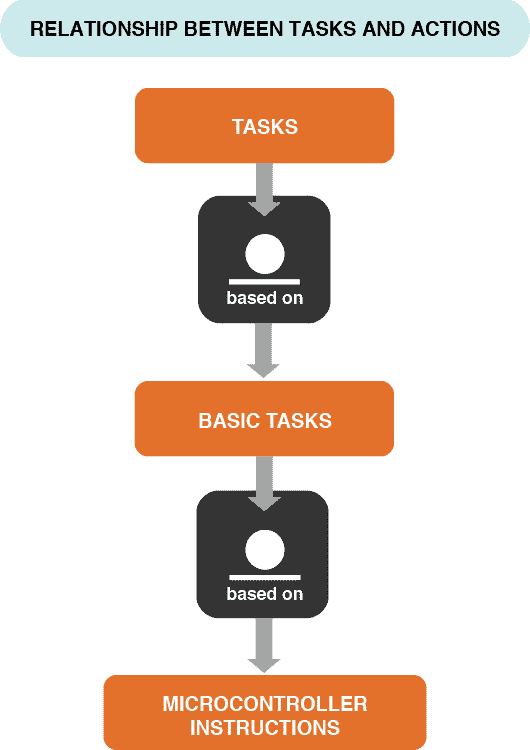 RELATIONSHIP BETWEEN TASKS AND ACTIONS
TASKS
based on
BASIC TASKS
based on
MICROCONTROLLER
INSTRUCTIONS